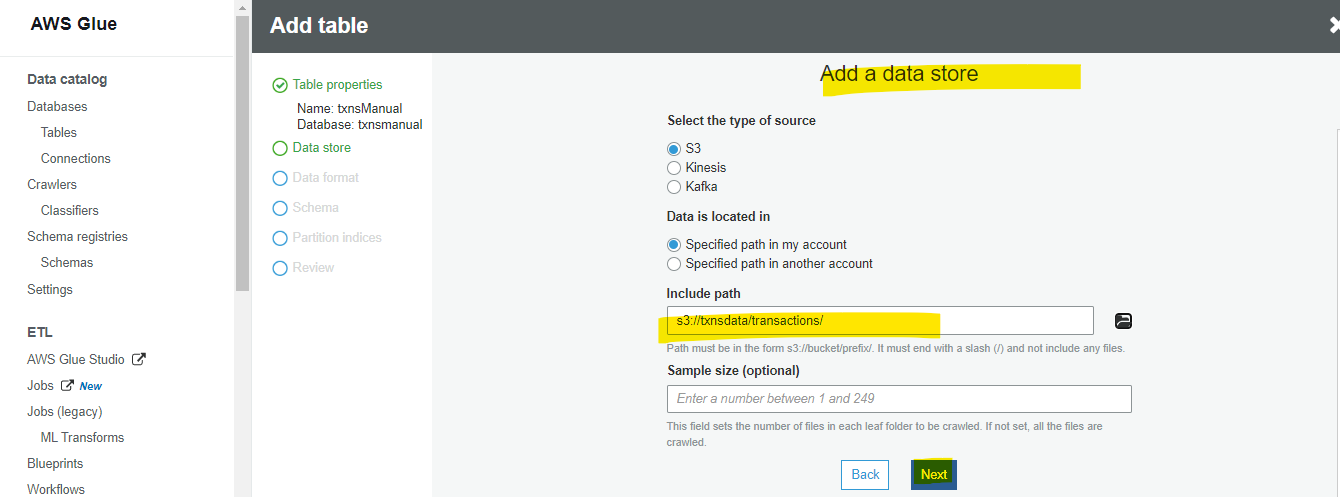 AWS Glue
Data catalog
Databases
Tables
Connections
Crawlers
Classifiers
Schema registries
Schemas
Settings
ETL
AWS Glue Studio
Jobs New
Jobs (legacy)
ML Transforms
Blueprints
Workflows
Add table
Table properties
Name: txnsManual
Database: txnsmanual
Data store
Data format
Schema
Partition indices
Review
Add a data store
Select the type of source
S3
Kinesis
Kafka
Data is located in
Specified path in my account
Specified path in another account
Include path
s3://txnsdata/transactions/
Path must be in the form s3://bucket/prefix/. It must end with a slash (/) and not include any files.
Sample size (optional)
Enter a number between 1 and 249
This field sets the number of files in each leaf folder to be crawled. If not set, all the files are
crawled.
Back Next